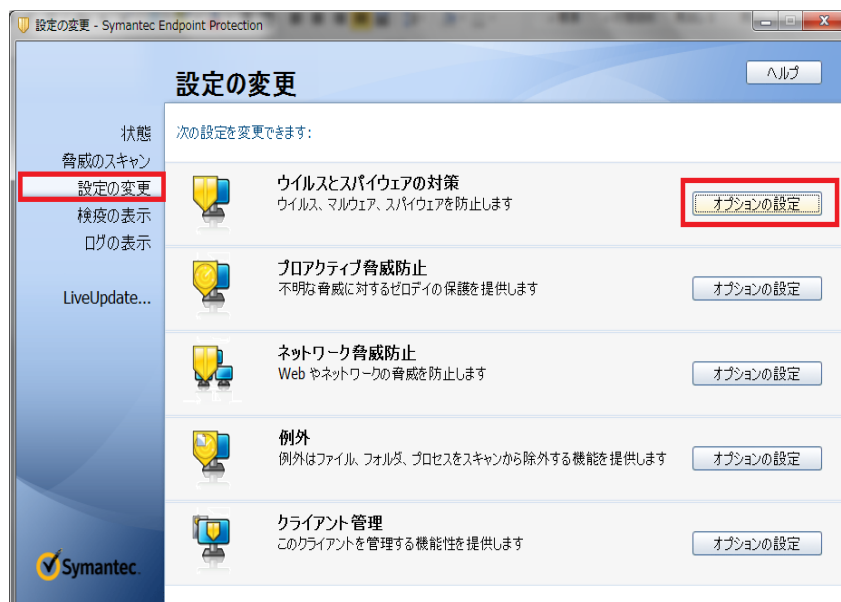 設定の変更 - Symantec Endpoint Protection
設定の変更
ヘルプ
状態
脅威のスキャン
設定の変更
検疫の表示
ログの表示
LiveUpdate...
次の設定を変更できます:
ウイルスとスパイウェアの対策
ウイルス、マルウェア、スパイウェアを防止します
オプションの設定
プロアクティブ脅威防止
不明な脅威に対するゼロデイの保護を提供します
オプションの設定
ネットワーク脅威防止
Web やネットワークの脅威を防止します
オプションの設定
例外
例外はファイル、フォルダ、プロセスをスキャンから除外する機能を提供します
オプションの設定
クライアント管理
このクライアントを管理する機能性を提供します
オプションの設定
Symantec.